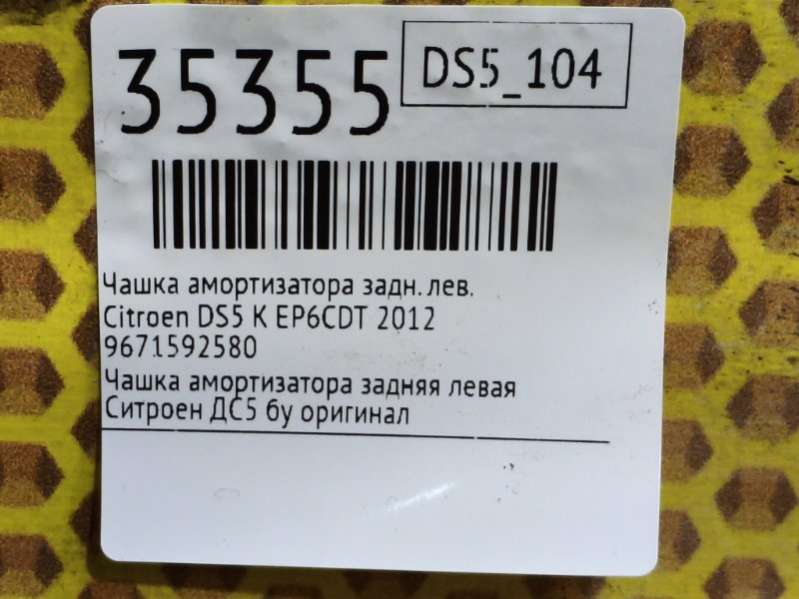 35355
DS5_104
Чашка амортизатора задн. лев.
Citroen DS5 K EP6CDT 2012
9671592580
Чашка амортизатора задняя левая
Ситроен ДС5 бу оригинал